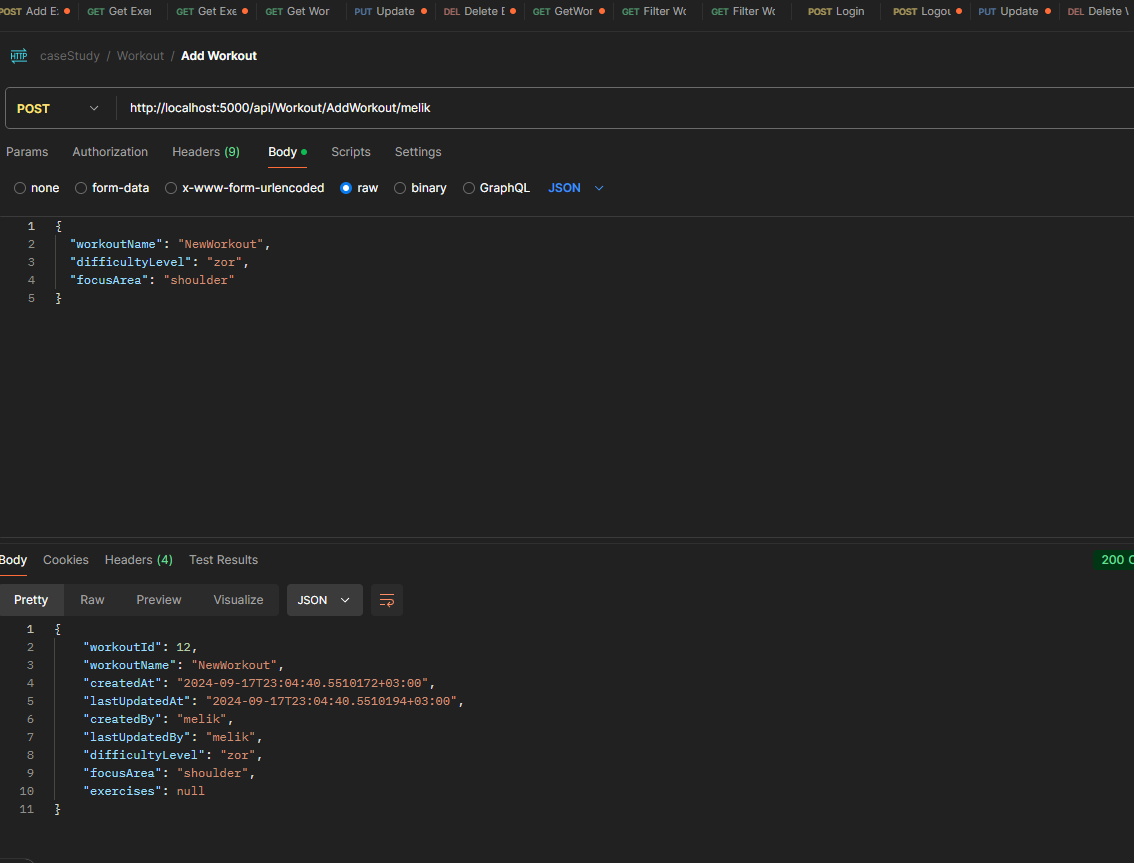 POST Add E: GET Get Exer GET Get Exe GET Get Wor PUT Update DEL Delete E GET GetWor GET Filter Wo GET Filter Wo POST Login POST Logou PUT Update DEL Delete V
HTTP caseStudy / Workout / Add Workout
POST http://localhost:5000/api/Workout/AddWorkout/melik
Params Authorization Headers (9) Body Scripts Settings
none form-data x-www-form-urlencoded raw binary GraphQL JSON
1 {
2 "workoutName": "NewWorkout",
3 "difficultyLevel": "zor",
4 "focusArea": "shoulder"
5 }
Body Cookies Headers (4) Test Results 200
Pretty Raw Preview Visualize JSON
1 {
2 "workoutId": 12,
3 "workoutName": "NewWorkout",
4 "createdAt": "2024-09-17T23:04:40.5510172+03:00",
5 "lastUpdatedAt": "2024-09-17T23:04:40.5510194+03:00",
6 "createdBy": "melik",
7 "lastUpdatedBy": "melik",
8 "difficultyLevel": "zor",
9 "focusArea": "shoulder",
10 "exercises": null
11 }